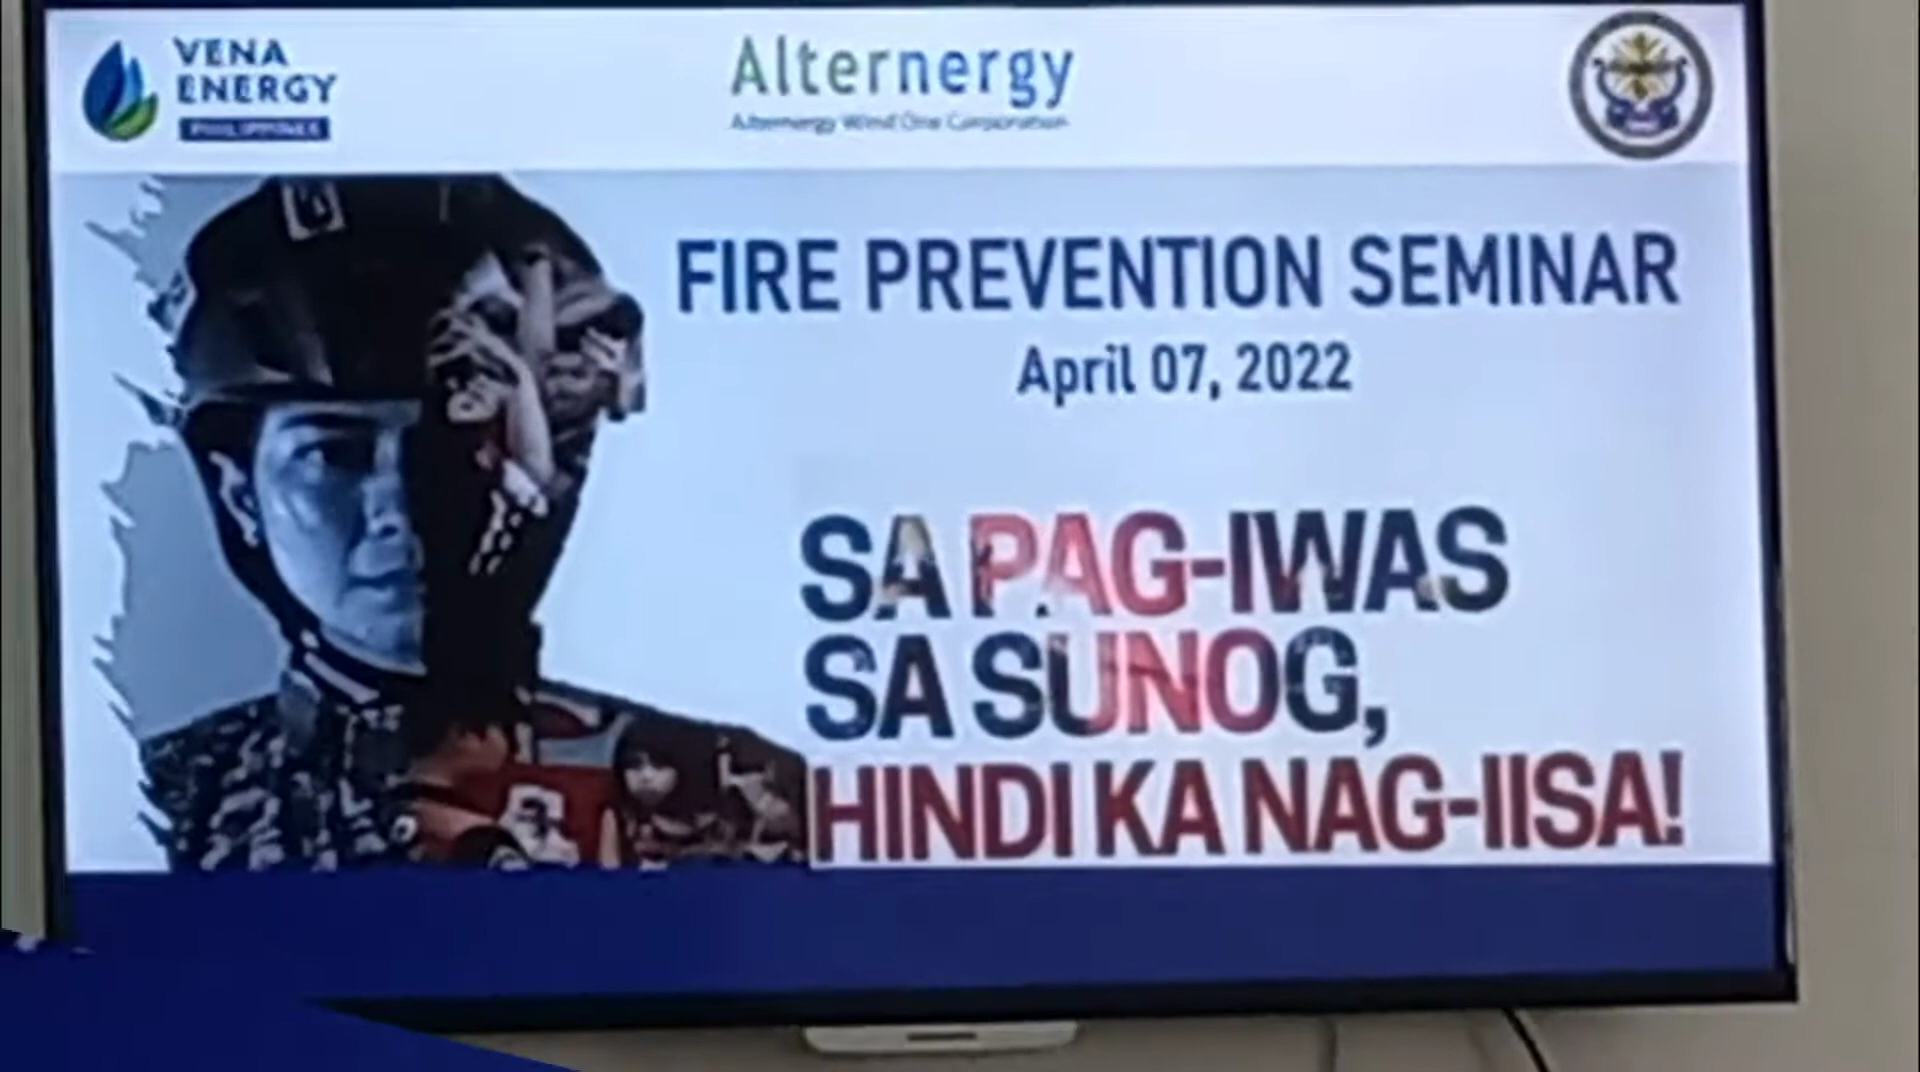 VENA
ENERGY
PHILIPPINES
Alternergy
Alternergy Wind One Corporation
FIRE PREVENTION SEMINAR
April 07, 2022
SA PAG-IWAS
SA SUNOG,
HINDI KA NAG-IISA!